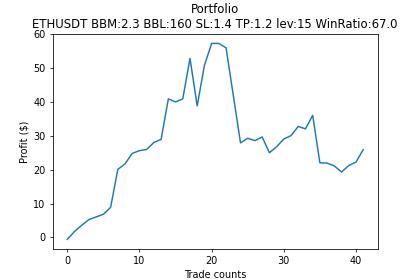 Portfolio
ETHUSDT BBM:2.3 BBL:160 SL:1.4 TP:1.2 lev:15 WinRatio:67.0
60
50
40
30
20
10
0
Profit ($)
0 10 20 30 40
Trade counts